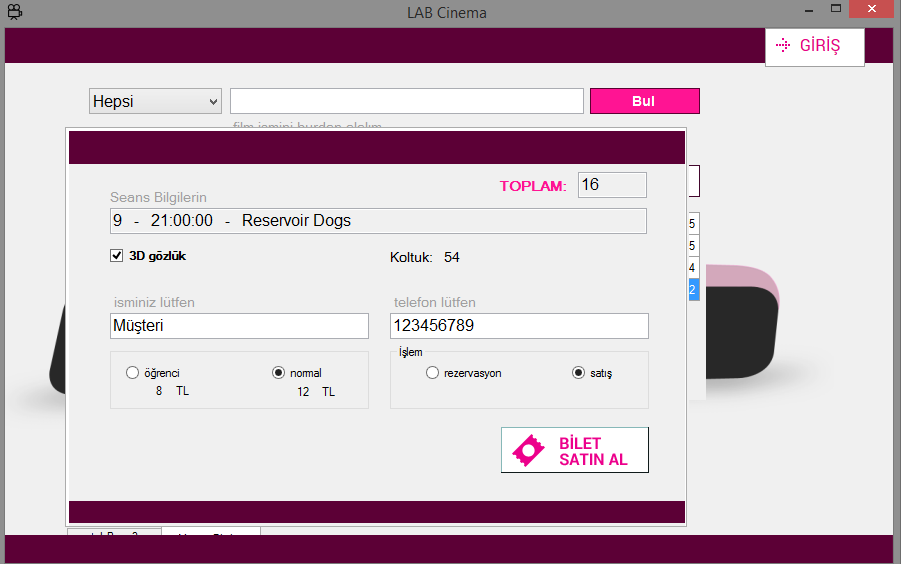 LAB Cinema
GİRİŞ
Hepsi
Bul
film ismini burdan alalım
TOPLAM: 16
Seans Bilgilerin
9 - 21:00:00 - Reservoir Dogs
3D gözlük
Koltuk: 54
isminiz lütfen
telefon lütfen
Müşteri
123456789
İşlem
öğrenci
normal
rezervasyon
satış
8 TL
12 TL
BİLET
SATIN AL
5
5
4
2